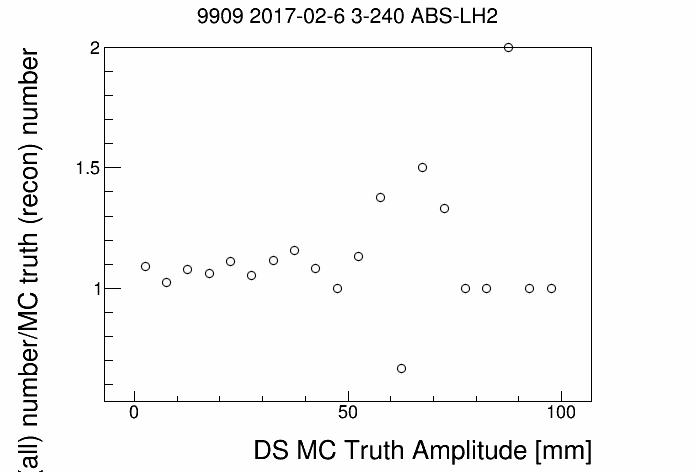 9909 2017-02-6 3-240 ABS-LH2
(all) number/MC truth (recon) number
2
1.5
1
0 50 100
DS MC Truth Amplitude [mm]